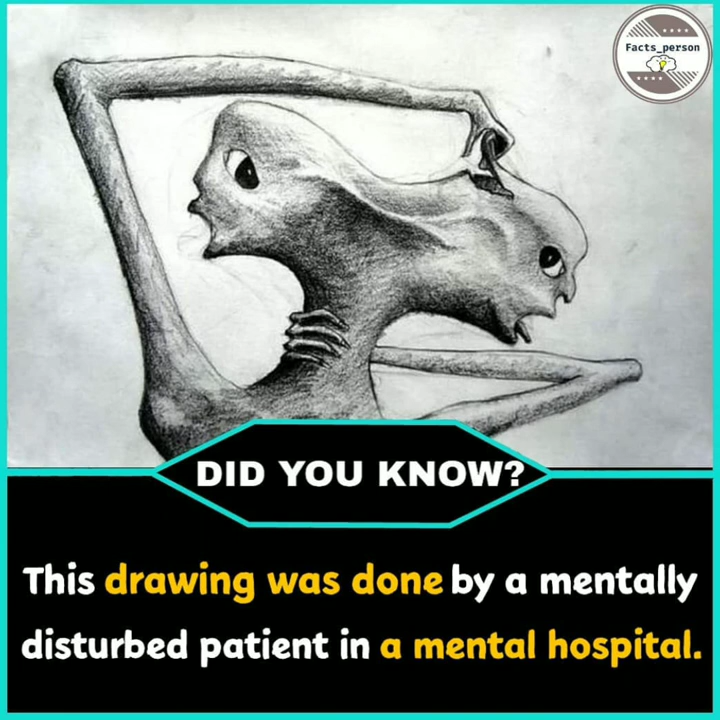 Facts_person
DID YOU KNOW?
This drawing was done by a mentally
disturbed patient in a mental hospital.